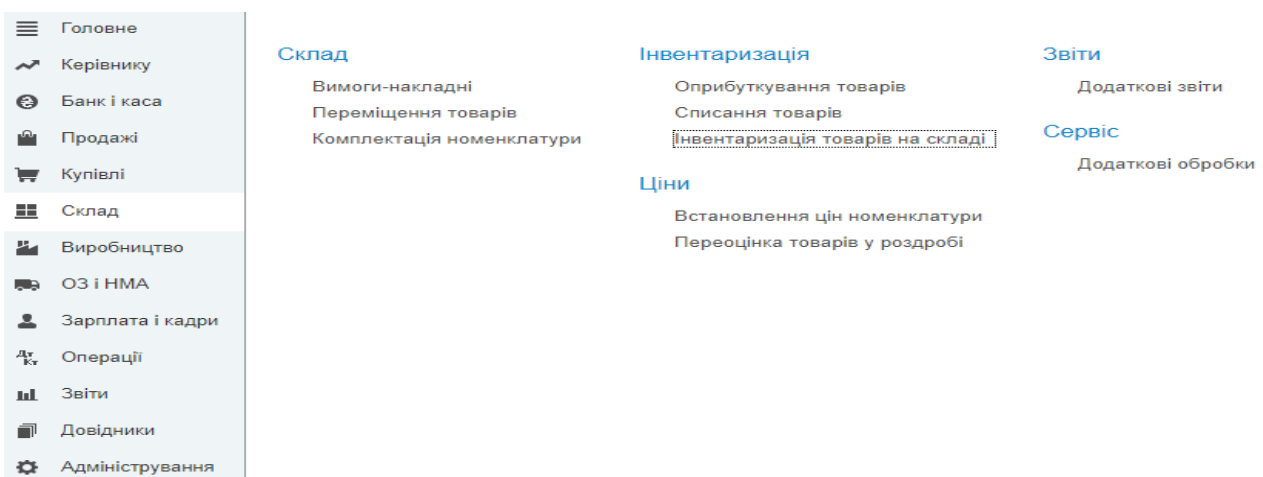 Головне
Керівнику
Банк і каса
Продажі
Купівлі
Склад
Виробництво
ОЗ і НМА
Зарплата і кадри
Дт Кт Операції
Звіти
Довідники
Адміністрування
Склад
Вимоги-накладні
Переміщення товарів
Комплектація номенклатури
Інвентаризація
Оприбуткування товарів
Списання товарів
Інвентаризація товарів на складі
Ціни
Встановлення цін номенклатури
Переоцінка товарів у роздробі
Звіти
Додаткові звіти
Сервіс
Додаткові обробки